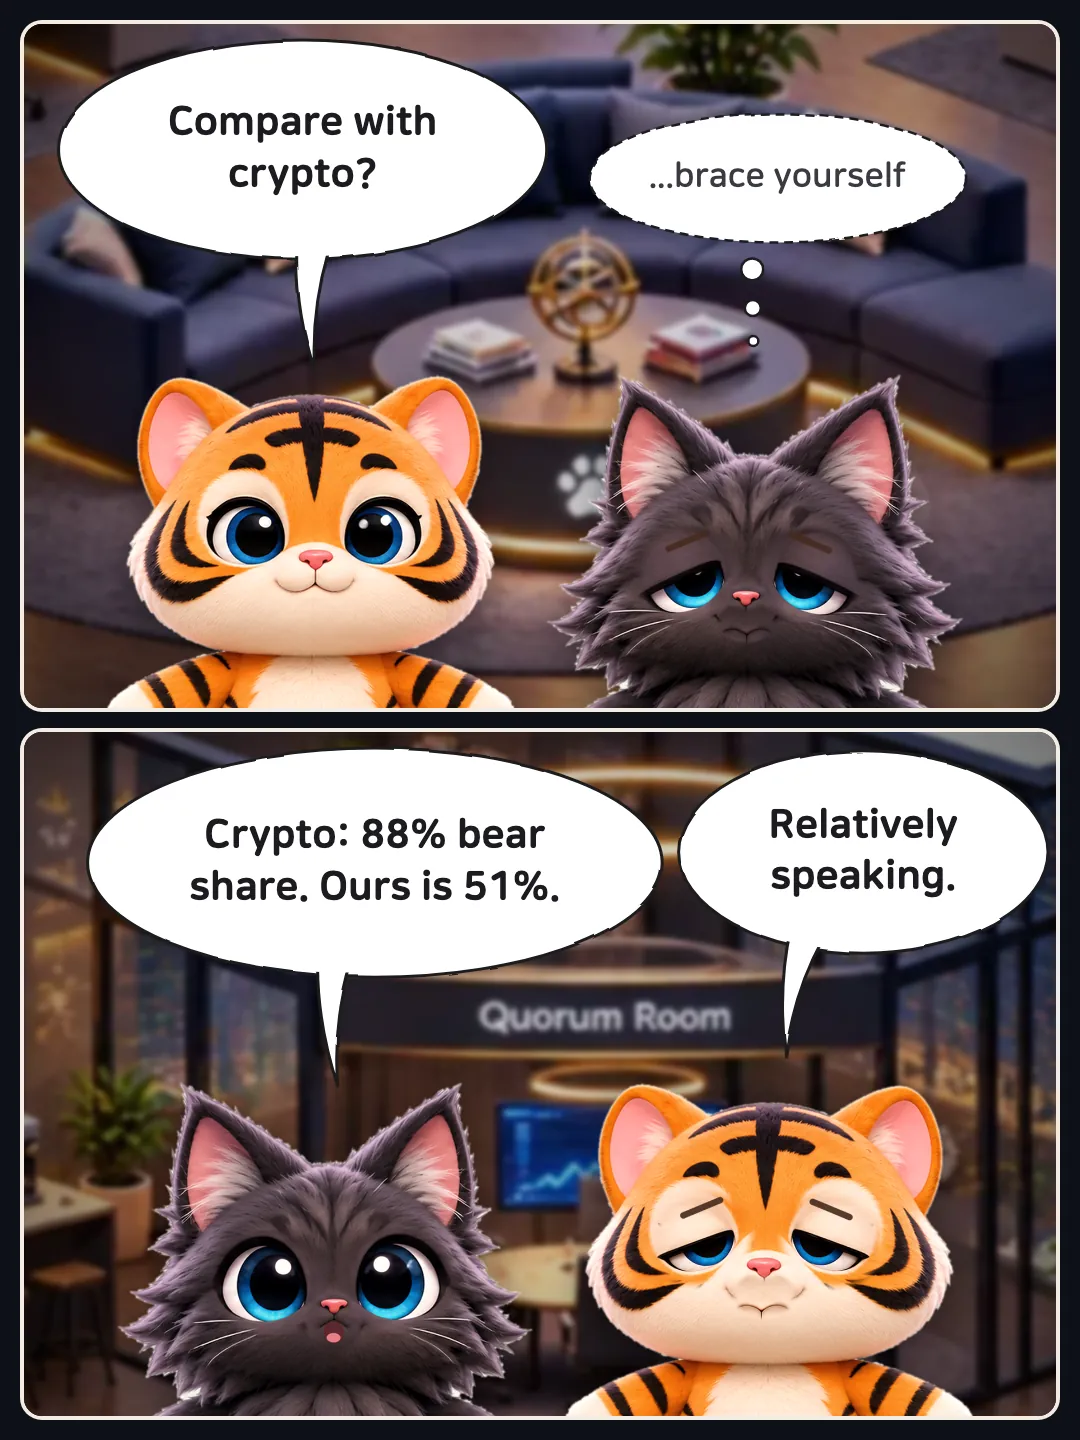 Compare with
crypto?
...brace yourself
Crypto: 88% bear
share. Ours is 51%.
Relatively
speaking.
Quorum Room